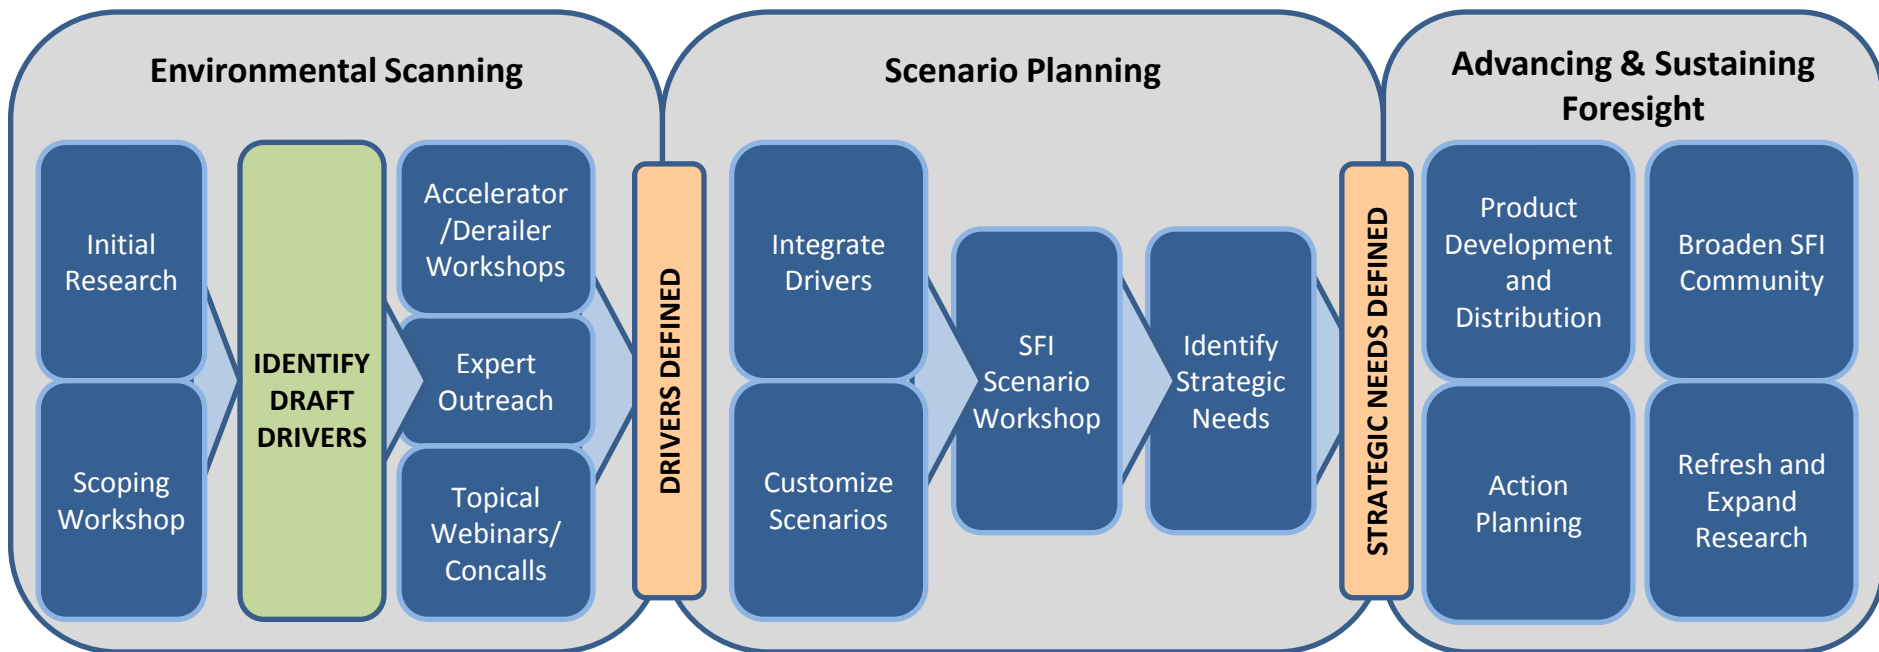 Environmental Scanning
Initial
Research
Scoping
Workshop
IDENTIFY
DRAFT
DRIVERS
Accelerator
/Derailer
Workshops
Expert
Outreach
Topical
Webinars/
Concalls
DRIVERS DEFINED
Scenario Planning
Integrate
Drivers
Customize
Scenarios
SFI
Scenario
Workshop
Identify
Strategic
Needs
STRATEGIC NEEDS DEFINED
Advancing & Sustaining
Foresight
Product
Development
and
Distribution
Broaden SFI
Community
Action
Planning
Refresh and
Expand
Research